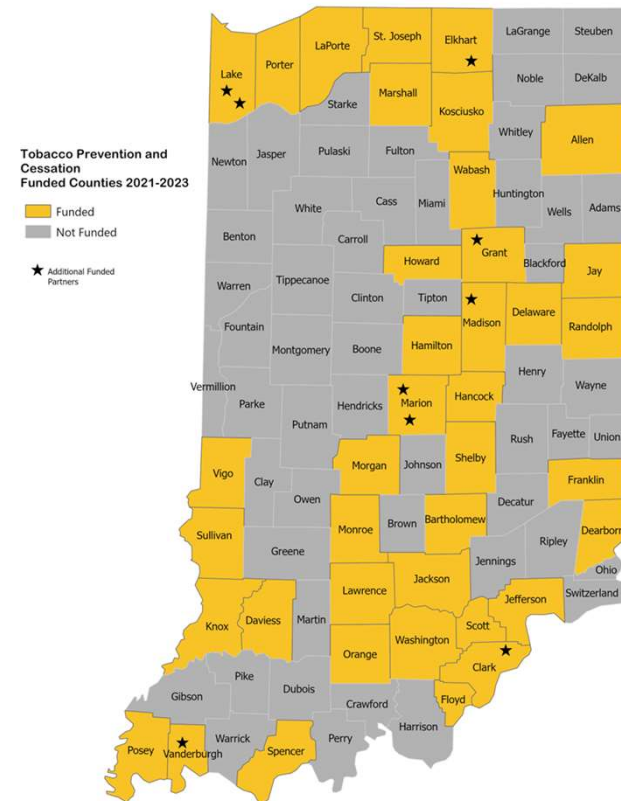 Tobacco Prevention and
Cessation
Funded Counties 2021-2023
Funded
Not Funded
Additional Funded
Partners
St. Joseph
Elkhart
LaGrange
Steuben
LaPorte
Porter
Lake
Noble
DeKalb
Marshall
Starke
Kosciusko
Whitley
Allen
Newton
Jasper
Pulaski
Fulton
Wabash
Huntington
Miami
Cass
White
Wells
Adams
Benton
Carroll
Grant
Howard
Blackford
Jay
Warren
Tippecanoe
Clinton
Tipton
Madison
Delaware
Randolph
Fountain
Hamilton
Montgomery
Boone
Henry
Wayne
Vermillion
Parke
Hendricks
Marion
Hancock
Putnam
Rush
Fayette
Union
Vigo
Morgan
Johnson
Shelby
Clay
Franklin
Owen
Decatur
Sullivan
Monroe
Brown
Bartholomew
Dearborn
Ripley
Greene
Jennings
Ohio
Jackson
Lawrence
Switzerland
Jefferson
Knox
Daviess
Martin
Scott
Washington
Orange
Clark
Pike
Dubois
Gibson
Crawford
Floyd
Harrison
Warrick
Perry
Posey
Vanderburgh
Spencer